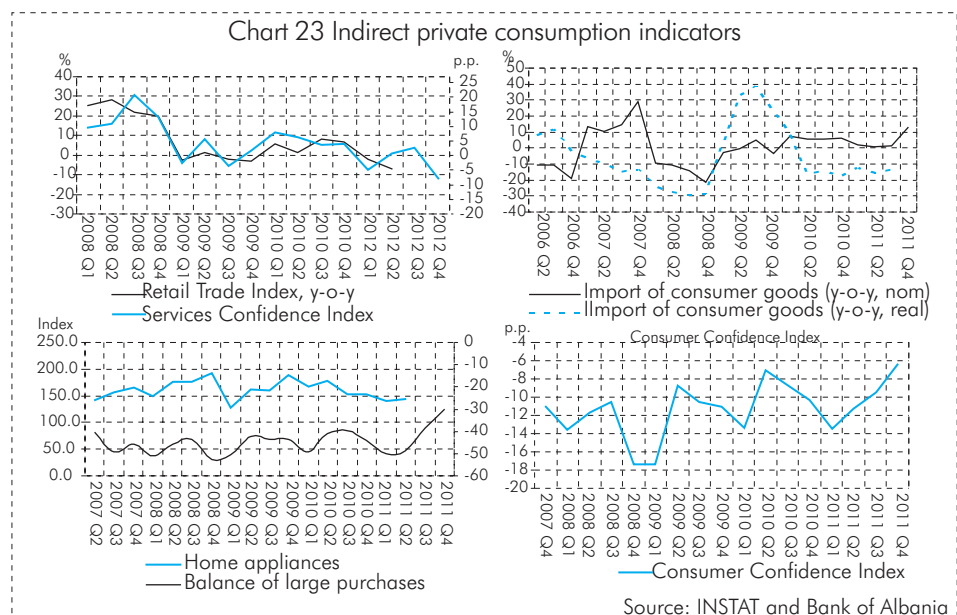 Chart 23 Indirect private consumption indicators
%
p.p.
40
30
20
10
0
-10
-20
-30
25
20
15
10
5
0
-5
-10
-15
-20
2008 Q1
2008 Q2
2008 Q3
2008 Q4
2009 Q1
2009 Q2
2009 Q3
2009 Q4
2010 Q1
2010 Q2
2010 Q3
2010 Q4
2012 Q1
2012 Q2
2012 Q3
2012 Q4
Retail Trade Index, y-o-y
Services Confidence Index
%
50
40
30
20
10
0
-10
-20
-30
-40
2006 Q2
2006 Q4
2007 Q2
2007 Q4
2008 Q2
2008 Q4
2009 Q2
2009 Q4
2010 Q2
2010 Q4
2011 Q2
2011 Q4
Import of consumer goods (y-o-y, nom)
IImport of consumer goods (y-o-y, real)
Index
250.0
200.0
150.0
100.0
50.0
0.0
0
-10
-20
-30
-40
-50
-60
2007 Q2
2007 Q3
2007 Q4
2008 Q1
2008 Q2
2008 Q3
2008 Q4
2009 Q1
2009 Q2
2009 Q3
2009 Q4
2010 Q1
2010 Q2
2010 Q3
2010 Q4
2011 Q1
2011 Q2
2011 Q3
2011 Q4
Home appliances
Balance of large purchases
p.p.
Consumer Confidence Index
-4
-6
-8
-10
-12
-14
-16
-18
-20
2007 Q4
2008 Q1
2008 Q2
2008 Q3
2008 Q4
2009 Q1
2009 Q2
2009 Q3
2009 Q4
2010 Q1
2010 Q2
2010 Q3
2010 Q4
2011 Q1
2011 Q2
2011 Q3
2011 Q4
Consumer Confidence Index
Source: INSTAT and Bank of Albania